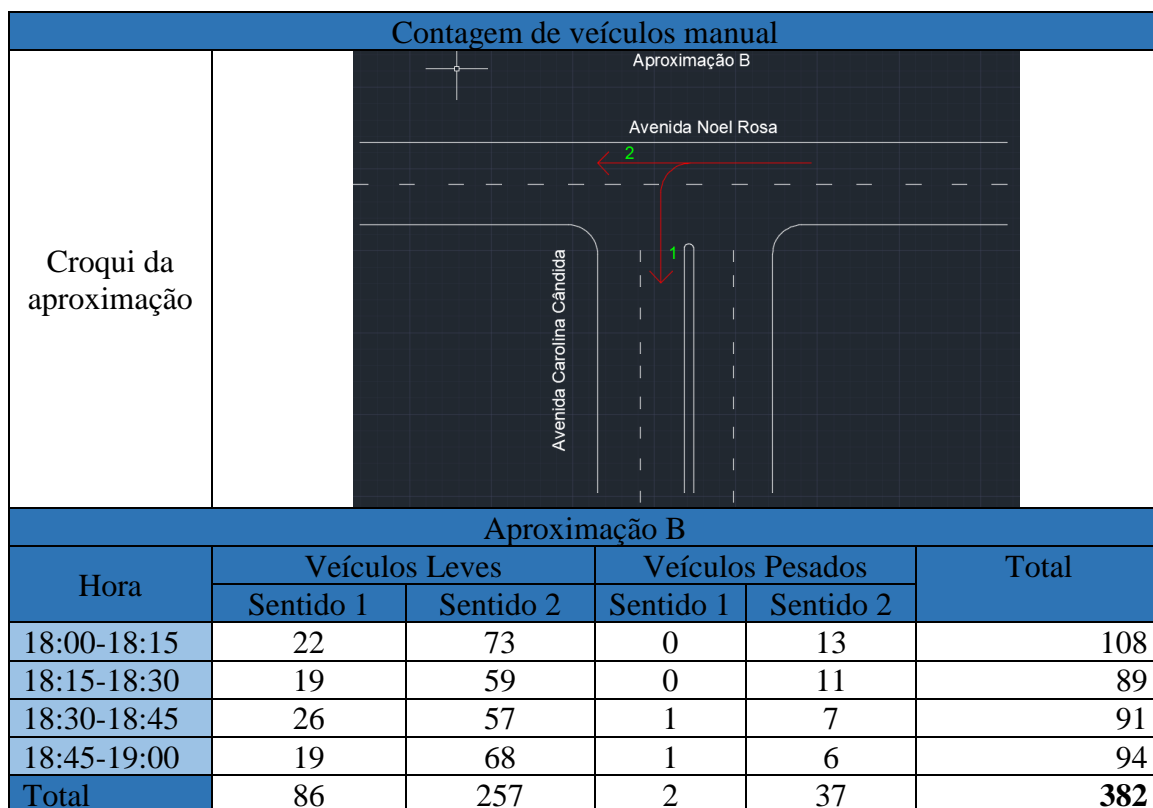 Contagem de veículos manual
Croqui da
aproximação
Aproximação B
Avenida Noel Rosa
2
1
Avenida Carolina Cândida
Aproximação B
Hora Veículos Leves Veículos Pesados Total
Sentido 1 Sentido 2 Sentido 1 Sentido 2
18:00-18:15 22 73 0 13 108
18:15-18:30 19 59 0 11 89
18:30-18:45 26 57 1 7 91
18:45-19:00 19 68 1 6 94
Total 86 257 2 37 382